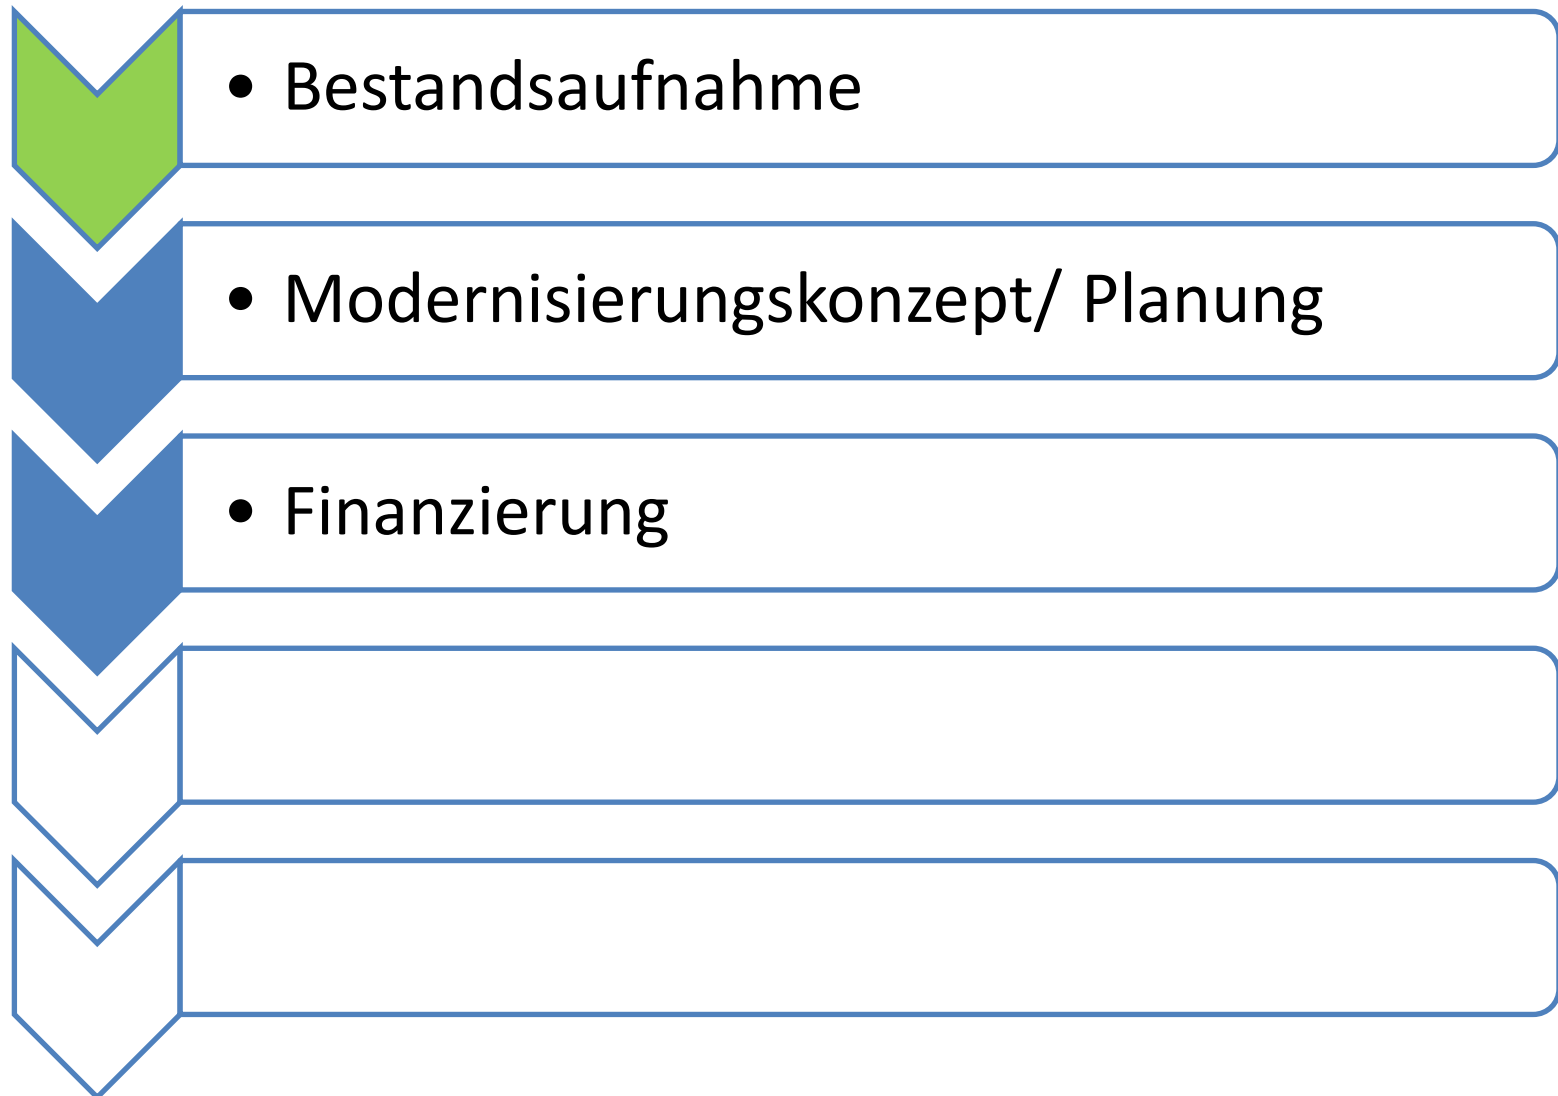 • Bestandsaufnahme
• Modernisierungskonzept/ Planung
• Finanzierung